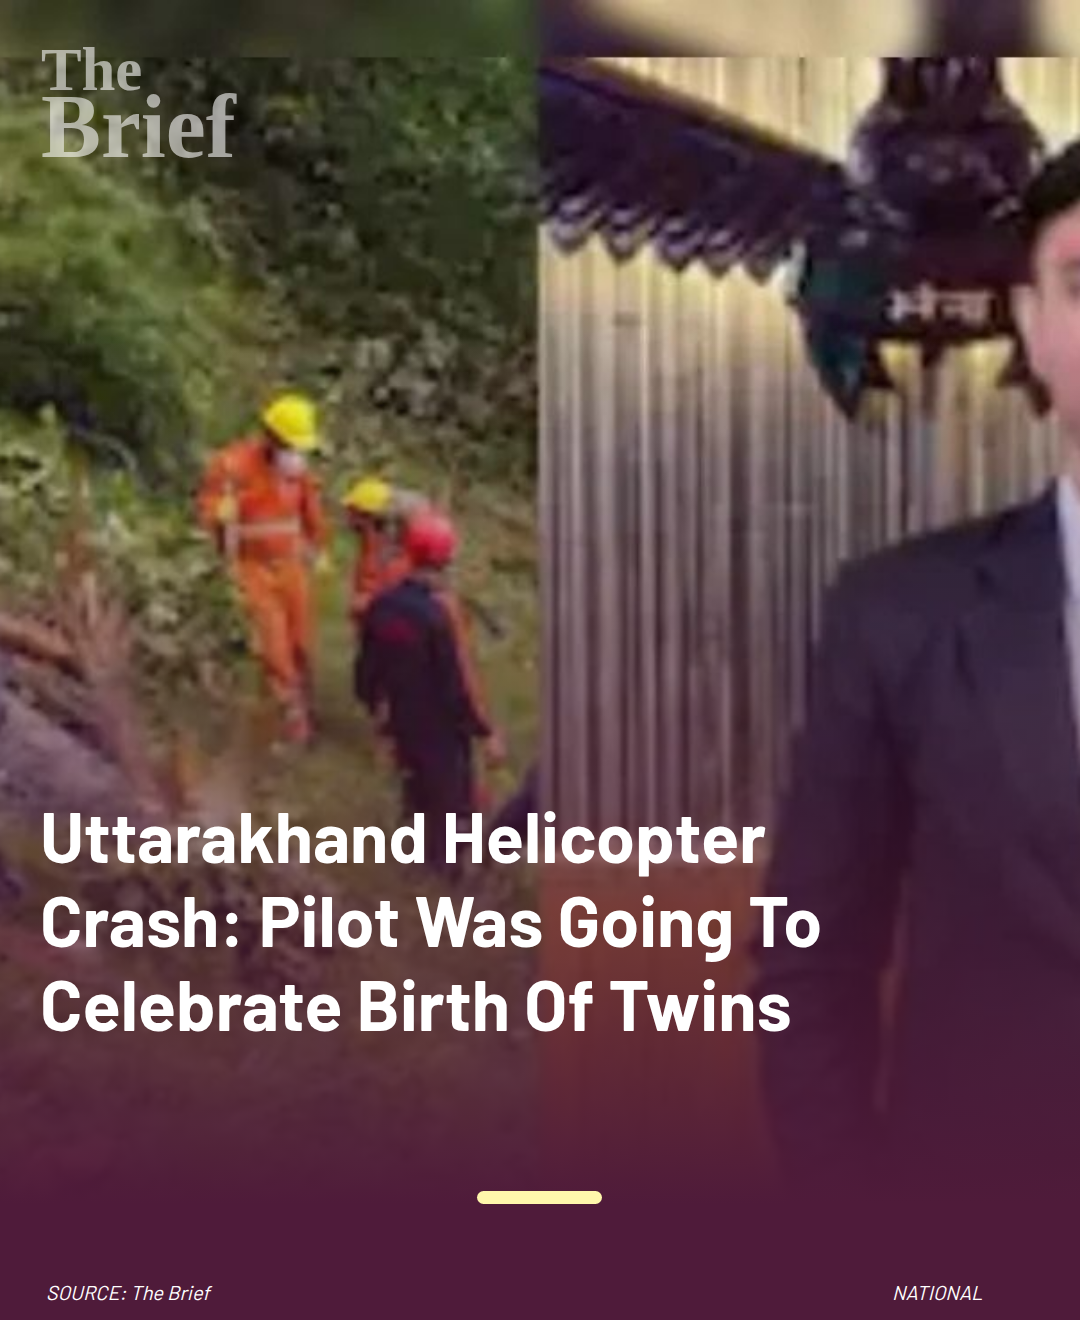 The
Brief
Uttarakhand Helicopter
Crash: Pilot Was Going To
Celebrate Birth Of Twins
SOURCE: The Brief
NATIONAL